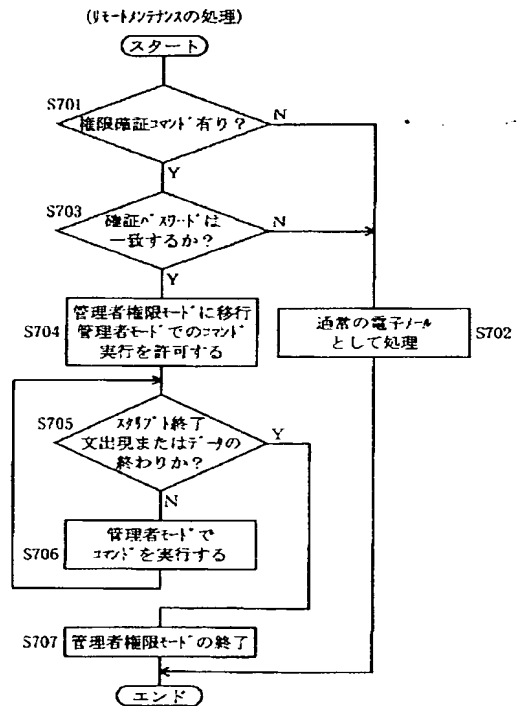 (ﾘﾓｰﾄﾒﾝﾃﾅﾝｽの処理)
スタート
S701
権限確証ｺﾏﾝﾄﾞ有り?
N
Y
S703
確証ﾊﾟｽﾜｰﾄﾞは
一致するか?
N
Y
S704
管理者権限ﾓｰﾄﾞに移行
管理者ﾓｰﾄﾞでのｺﾏﾝﾄﾞ
実行を許可する
通常の電子ﾒｰﾙ
として処理
S702
S705
ｽｸﾘﾌﾟﾄ終了
文出現またはﾃﾞｰﾀの
終わりか?
Y
N
S706
管理者ﾓｰﾄﾞで
ｺﾏﾝﾄﾞを実行する
S707
管理者権限ﾓｰﾄﾞの終了
エンド